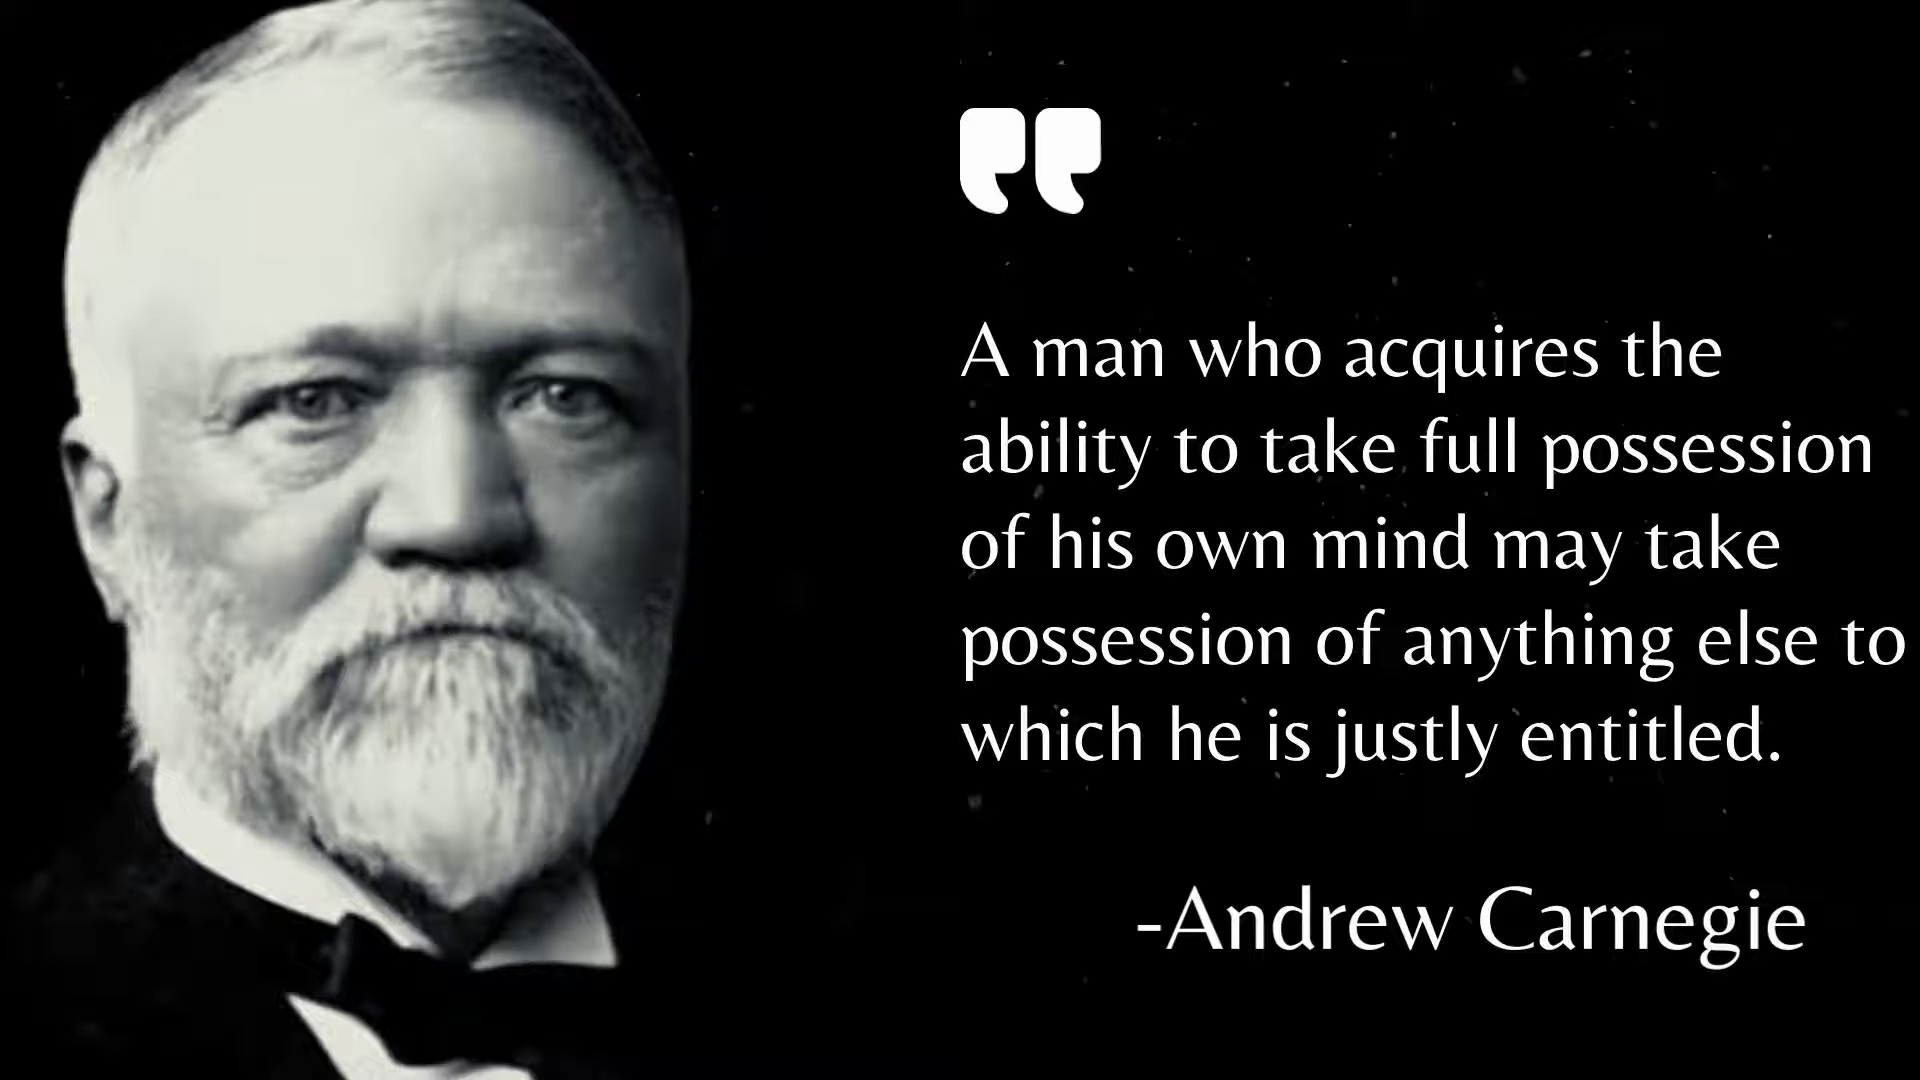 A man who acquires the
ability to take full possession
of his own mind may take
possession of anything else to
which he is justly entitled.
-Andrew Carnegie